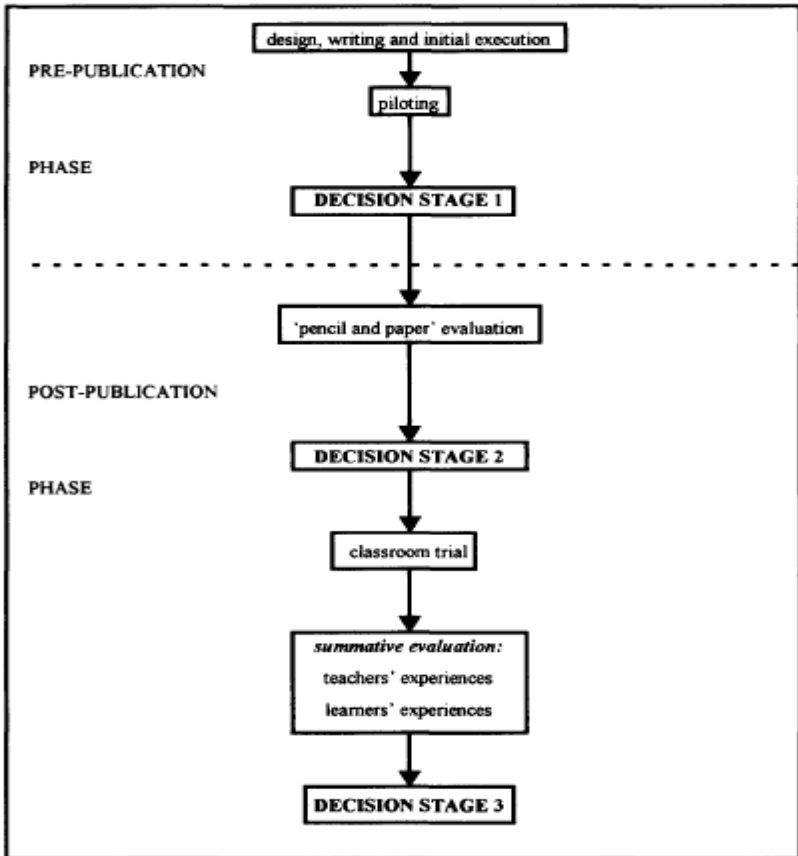 design, writing and initial execution
PRE-PUBLICATION
piloting
PHASE
DECISION STAGE 1
'pencil and paper' evaluation
POST-PUBLICATION
DECISION STAGE 2
PHASE
classroom trial
summative evaluation:
teachers' experiences
learners' experiences
DECISION STAGE 3